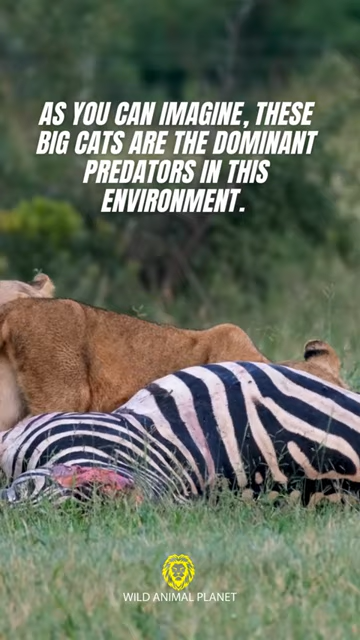 AS YOU CAN IMAGINE, THESE
BIG CATS ARE THE DOMINANT
PREDATORS IN THIS
ENVIRONMENT.
WILD ANIMAL PLANET